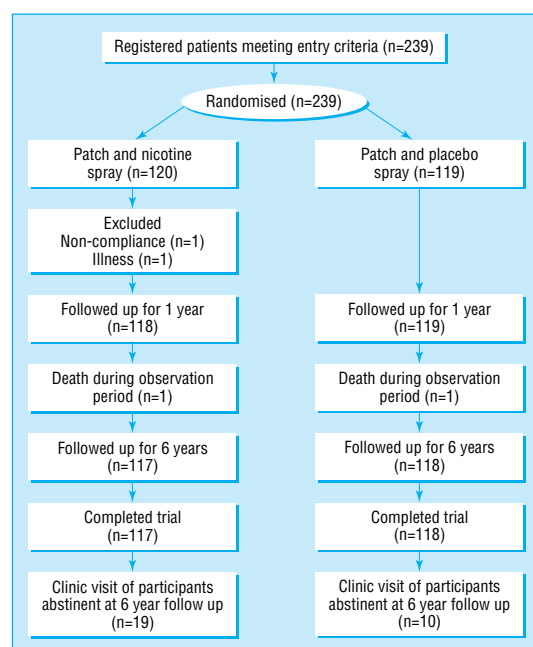 Registered patients meeting entry criteria (n=239)
Randomised (n=239)
Patch and nicotine
spray (n=120)
Patch and placebo
spray (n=119)
Excluded
Non-compliance (n=1)
Illness (n=1)
Followed up for 1 year
(n=118)
Followed up for 1 year
(n=119)
Death during observation
period (n=1)
Death during observation
period (n=1)
Followed up for 6 years
(n=117)
Followed up for 6 years
(n=118)
Completed trial
(n=117)
Completed trial
(n=118)
Clinic visit of participants
abstinent at 6 year follow up
(n=19)
Clinic visit of participants
abstinent at 6 year follow up
(n=10)